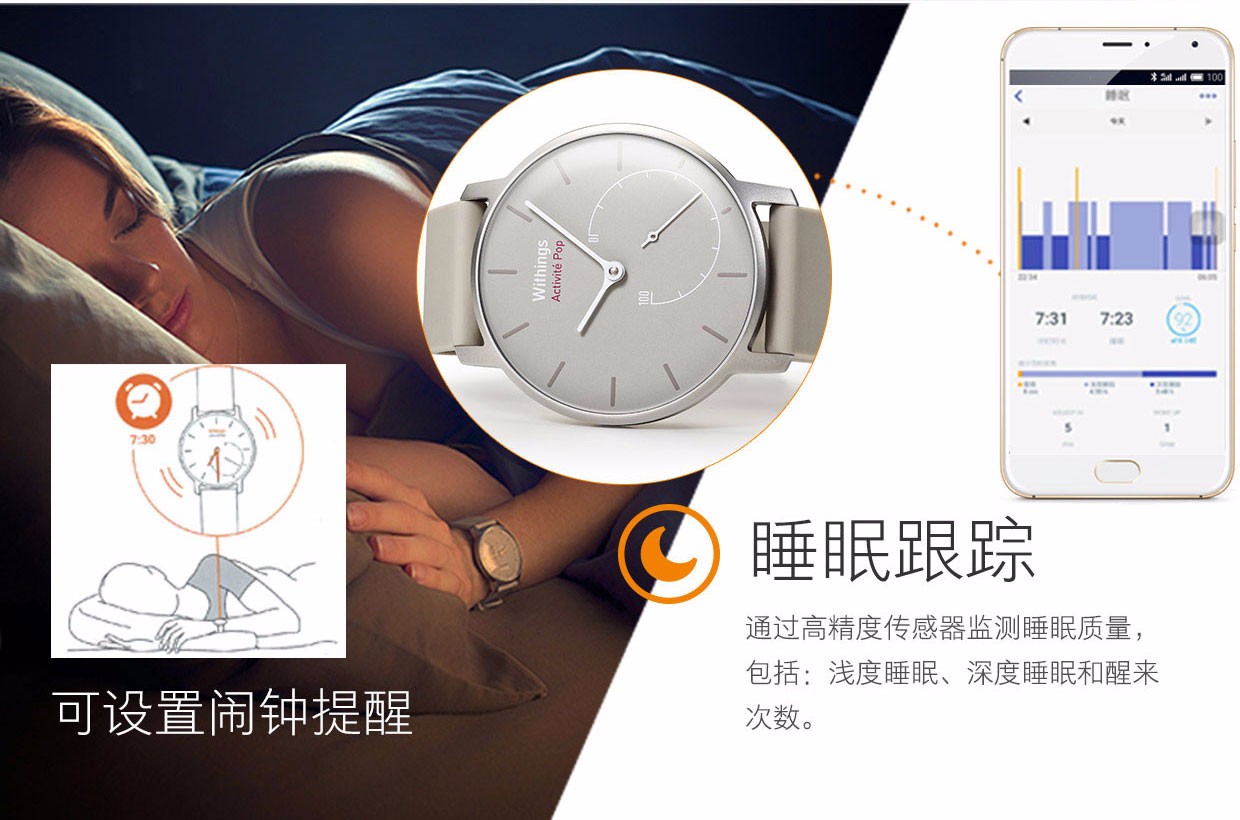 100
睡眠
今天
Withings
Activité Pop
10
100
22:34
06:05
7:31
7:23
92
5
1
7:30
睡眠跟踪
通过高精度传感器监测睡眠质量，
包括：浅度睡眠、深度睡眠和醒来
次数。
可设置闹钟提醒